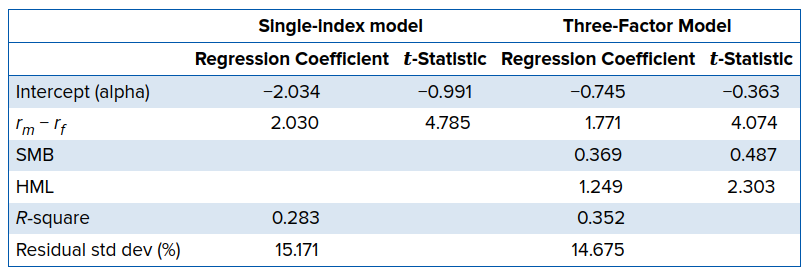 Single-index model Three-Factor Model
Regression Coefficient t-Statistic Regression Coefficient t-Statistic
Intercept (alpha) −2.034 −0.991 −0.745 −0.363
rm − rf 2.030 4.785 1.771 4.074
SMB 0.369 0.487
HML 1.249 2.303
R-square 0.283 0.352
Residual std dev (%) 15.171 14.675